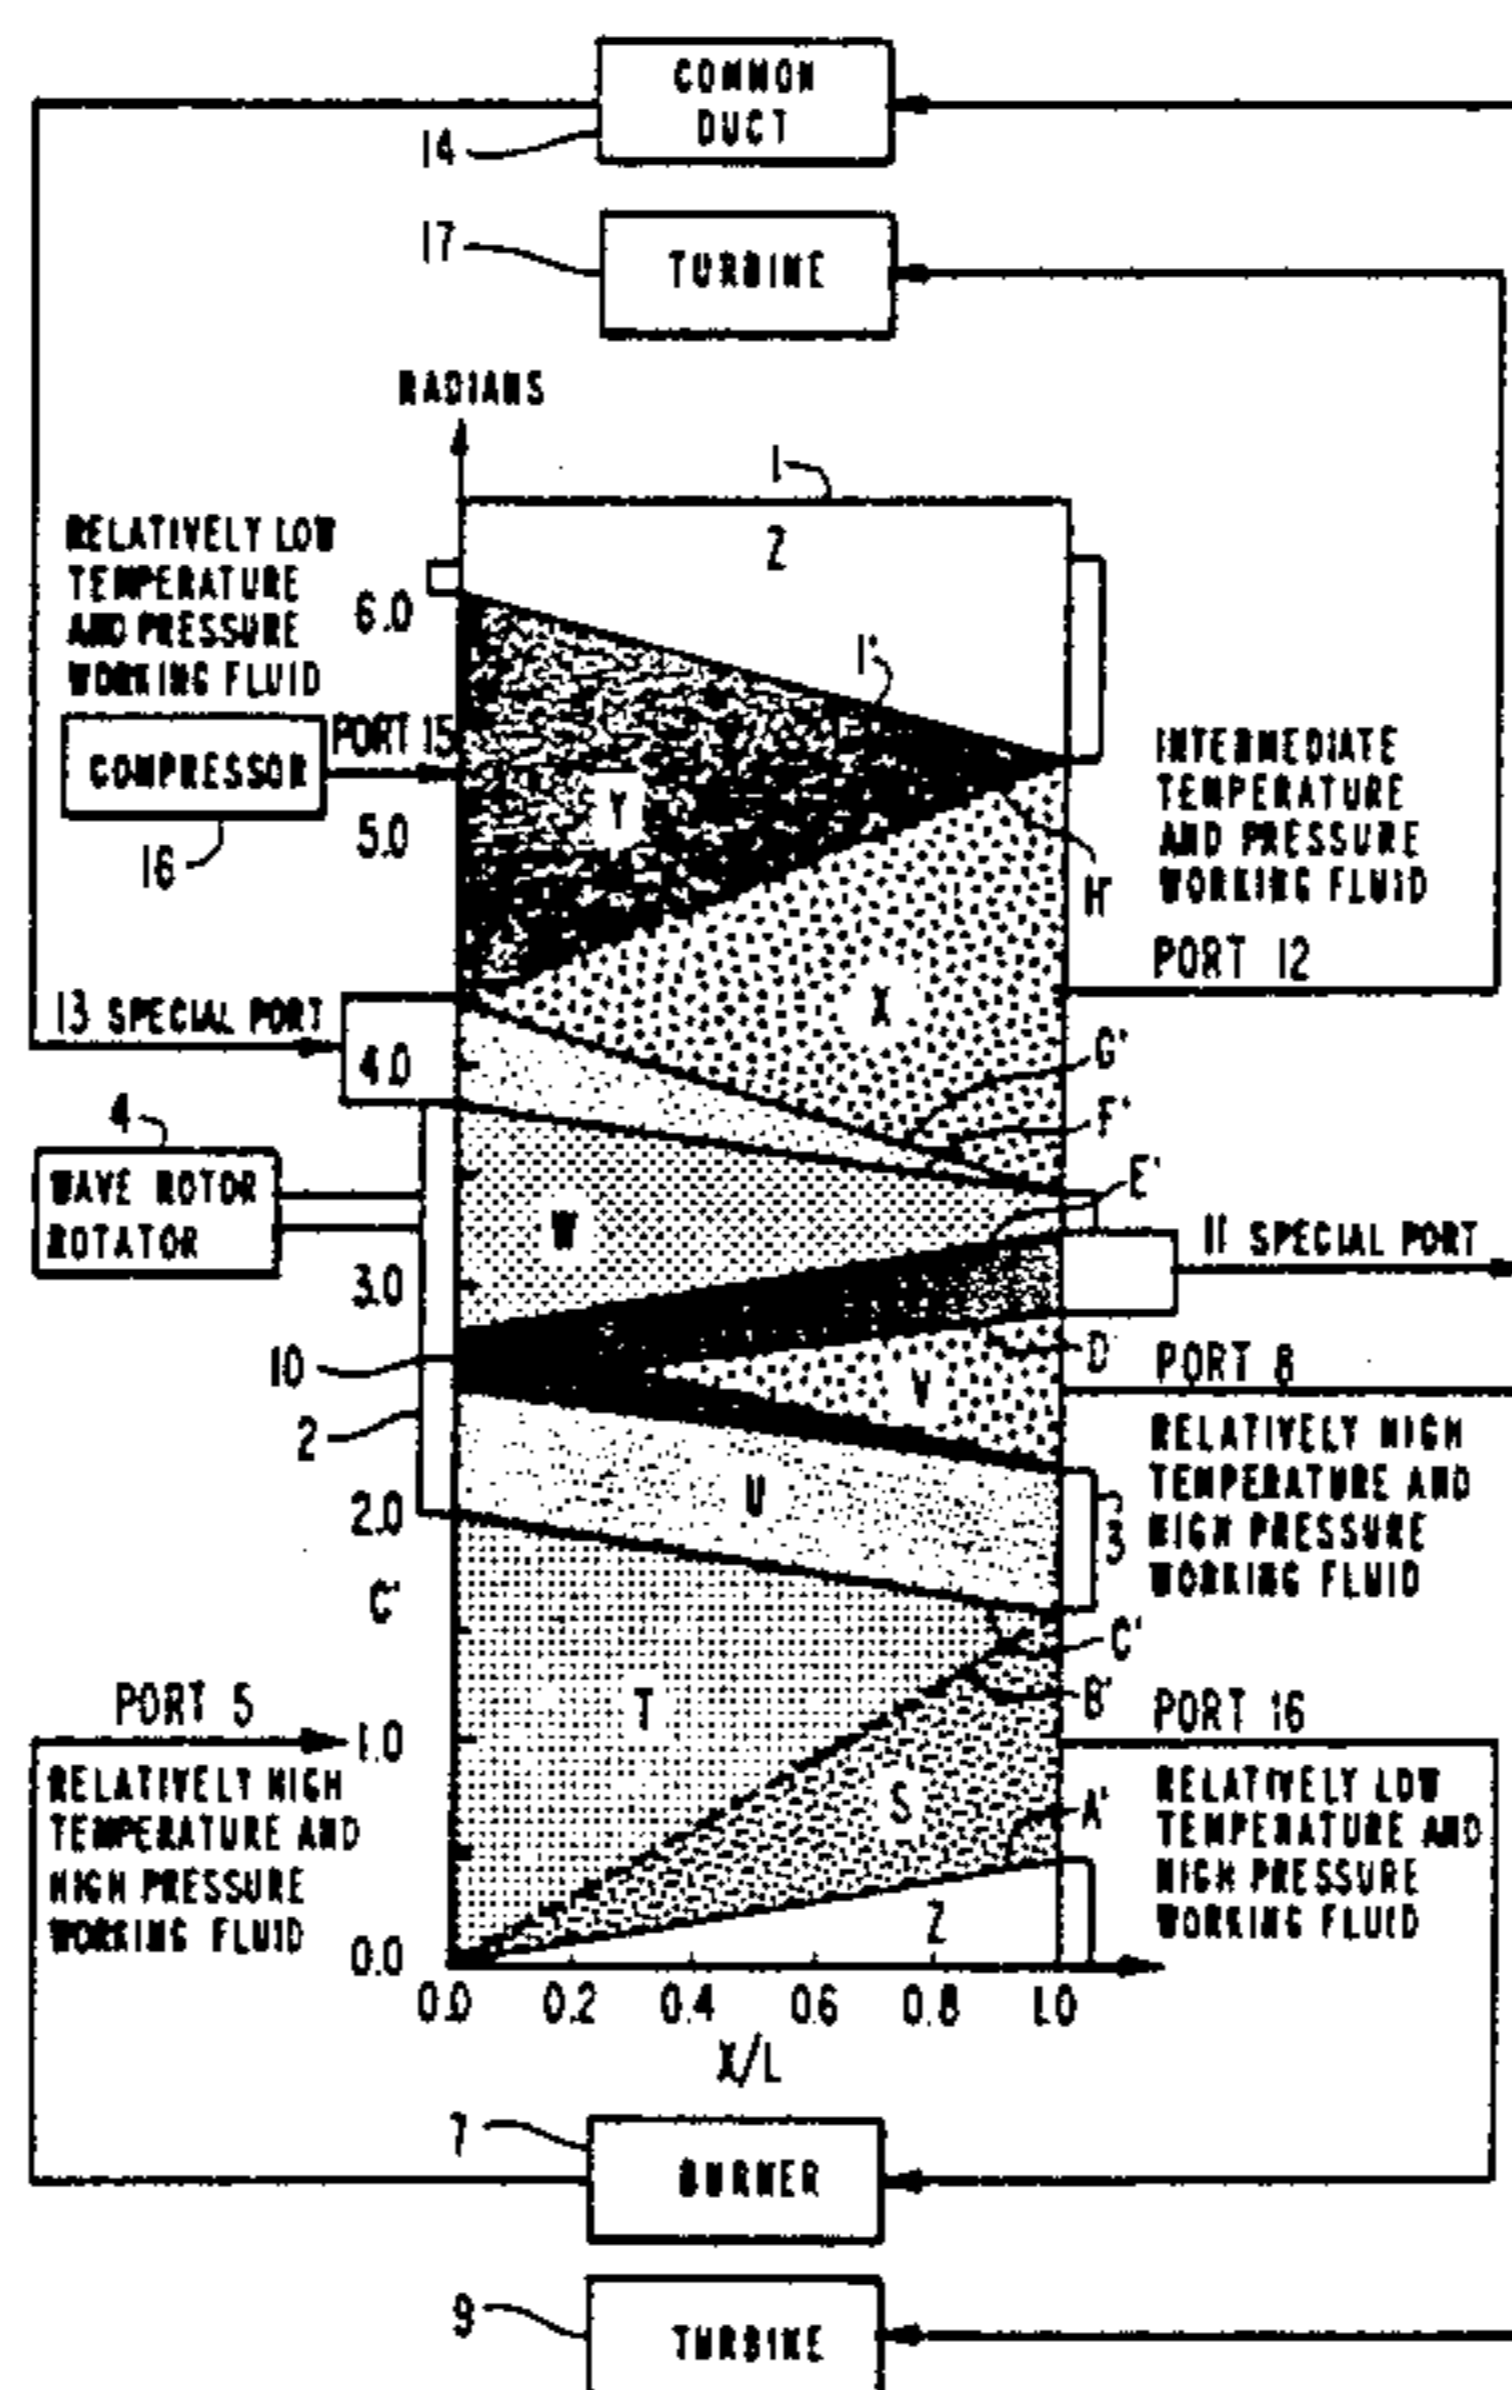 COMMON
DUCT
14
17
TURBINE
RADIANS
1
Z
RELATIVELY LOW
TEMPERATURE
AND PRESSURE
WORKING FLUID
6.0
1'
PORT 15
COMPRESSOR
Y
5.0
16
INTERMEDIATE
TEMPERATURE
AND PRESSURE
WORKING FLUID
H'
PORT 12
X
13 SPECIAL PORT
4.0
G'
F'
4
WAVE ROTOR
ROTATOR
E'
W
11 SPECIAL PORT
3.0
10
D
PORT 8
V
2
RELATIVELY HIGH
TEMPERATURE AND
HIGH PRESSURE
WORKING FLUID
U
3
2.0
C'
C'
B'
PORT 5
T
PORT 16
1.0
RELATIVELY HIGH
TEMPERATURE AND
HIGH PRESSURE
WORKING FLUID
S
A'
RELATIVELY LOW
TEMPERATURE AND
HIGH PRESSURE
WORKING FLUID
Z
0.0
0.0 0.2 0.4 0.6 0.8 1.0
X/L
7
BURNER
9
TURBINE